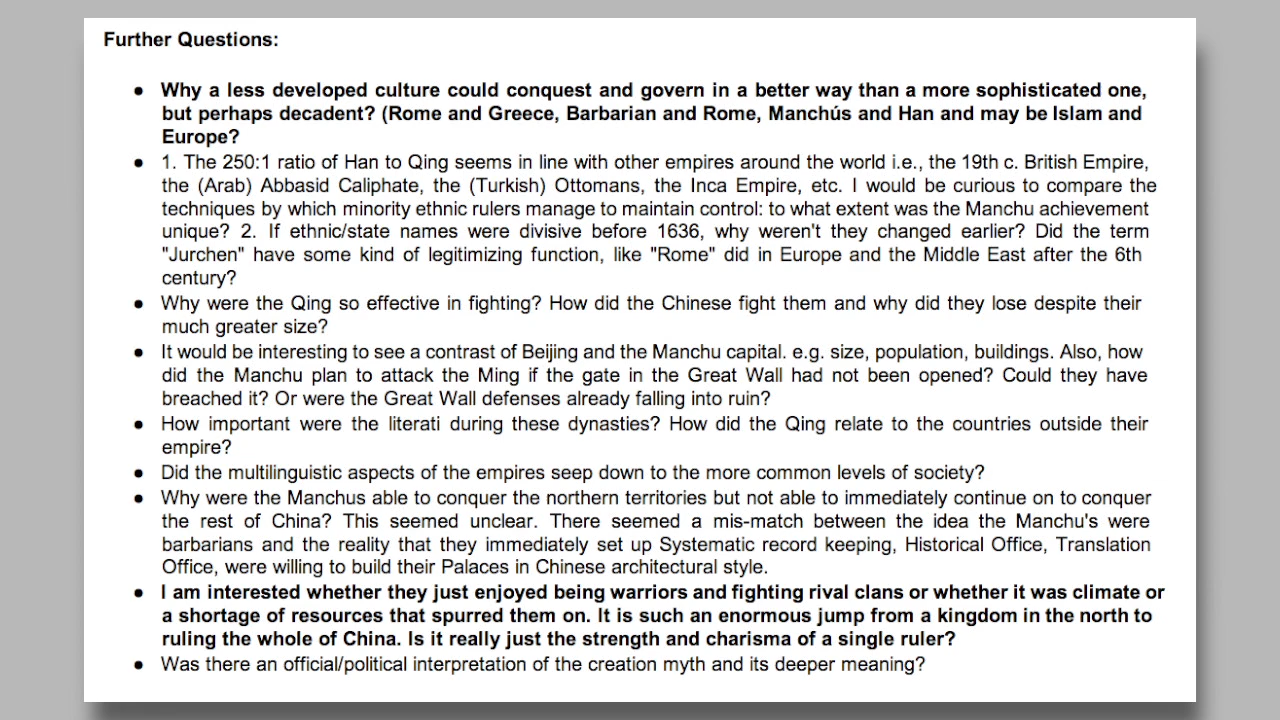 Further Questions:
● Why a less developed culture could conquest and govern in a better way than a more sophisticated one,
but perhaps decadent? (Rome and Greece, Barbarian and Rome, Manchús and Han and may be Islam and
Europe?
● 1. The 250:1 ratio of Han to Qing seems in line with other empires around the world i.e., the 19th c. British Empire,
the (Arab) Abbasid Caliphate, the (Turkish) Ottomans, the Inca Empire, etc. I would be curious to compare the
techniques by which minority ethnic rulers manage to maintain control: to what extent was the Manchu achievement
unique? 2. If ethnic/state names were divisive before 1636, why weren't they changed earlier? Did the term
"Jurchen" have some kind of legitimizing function, like "Rome" did in Europe and the Middle East after the 6th
century?
● Why were the Qing so effective in fighting? How did the Chinese fight them and why did they lose despite their
much greater size?
● It would be interesting to see a contrast of Beijing and the Manchu capital. e.g. size, population, buildings. Also, how
did the Manchu plan to attack the Ming if the gate in the Great Wall had not been opened? Could they have
breached it? Or were the Great Wall defenses already falling into ruin?
● How important were the literati during these dynasties? How did the Qing relate to the countries outside their
empire?
● Did the multilinguistic aspects of the empires seep down to the more common levels of society?
● Why were the Manchus able to conquer the northern territories but not able to immediately continue on to conquer
the rest of China? This seemed unclear. There seemed a mis-match between the idea the Manchu's were
barbarians and the reality that they immediately set up Systematic record keeping, Historical Office, Translation
Office, were willing to build their Palaces in Chinese architectural style.
● I am interested whether they just enjoyed being warriors and fighting rival clans or whether it was climate or
a shortage of resources that spurred them on. It is such an enormous jump from a kingdom in the north to
ruling the whole of China. Is it really just the strength and charisma of a single ruler?
● Was there an official/political interpretation of the creation myth and its deeper meaning?